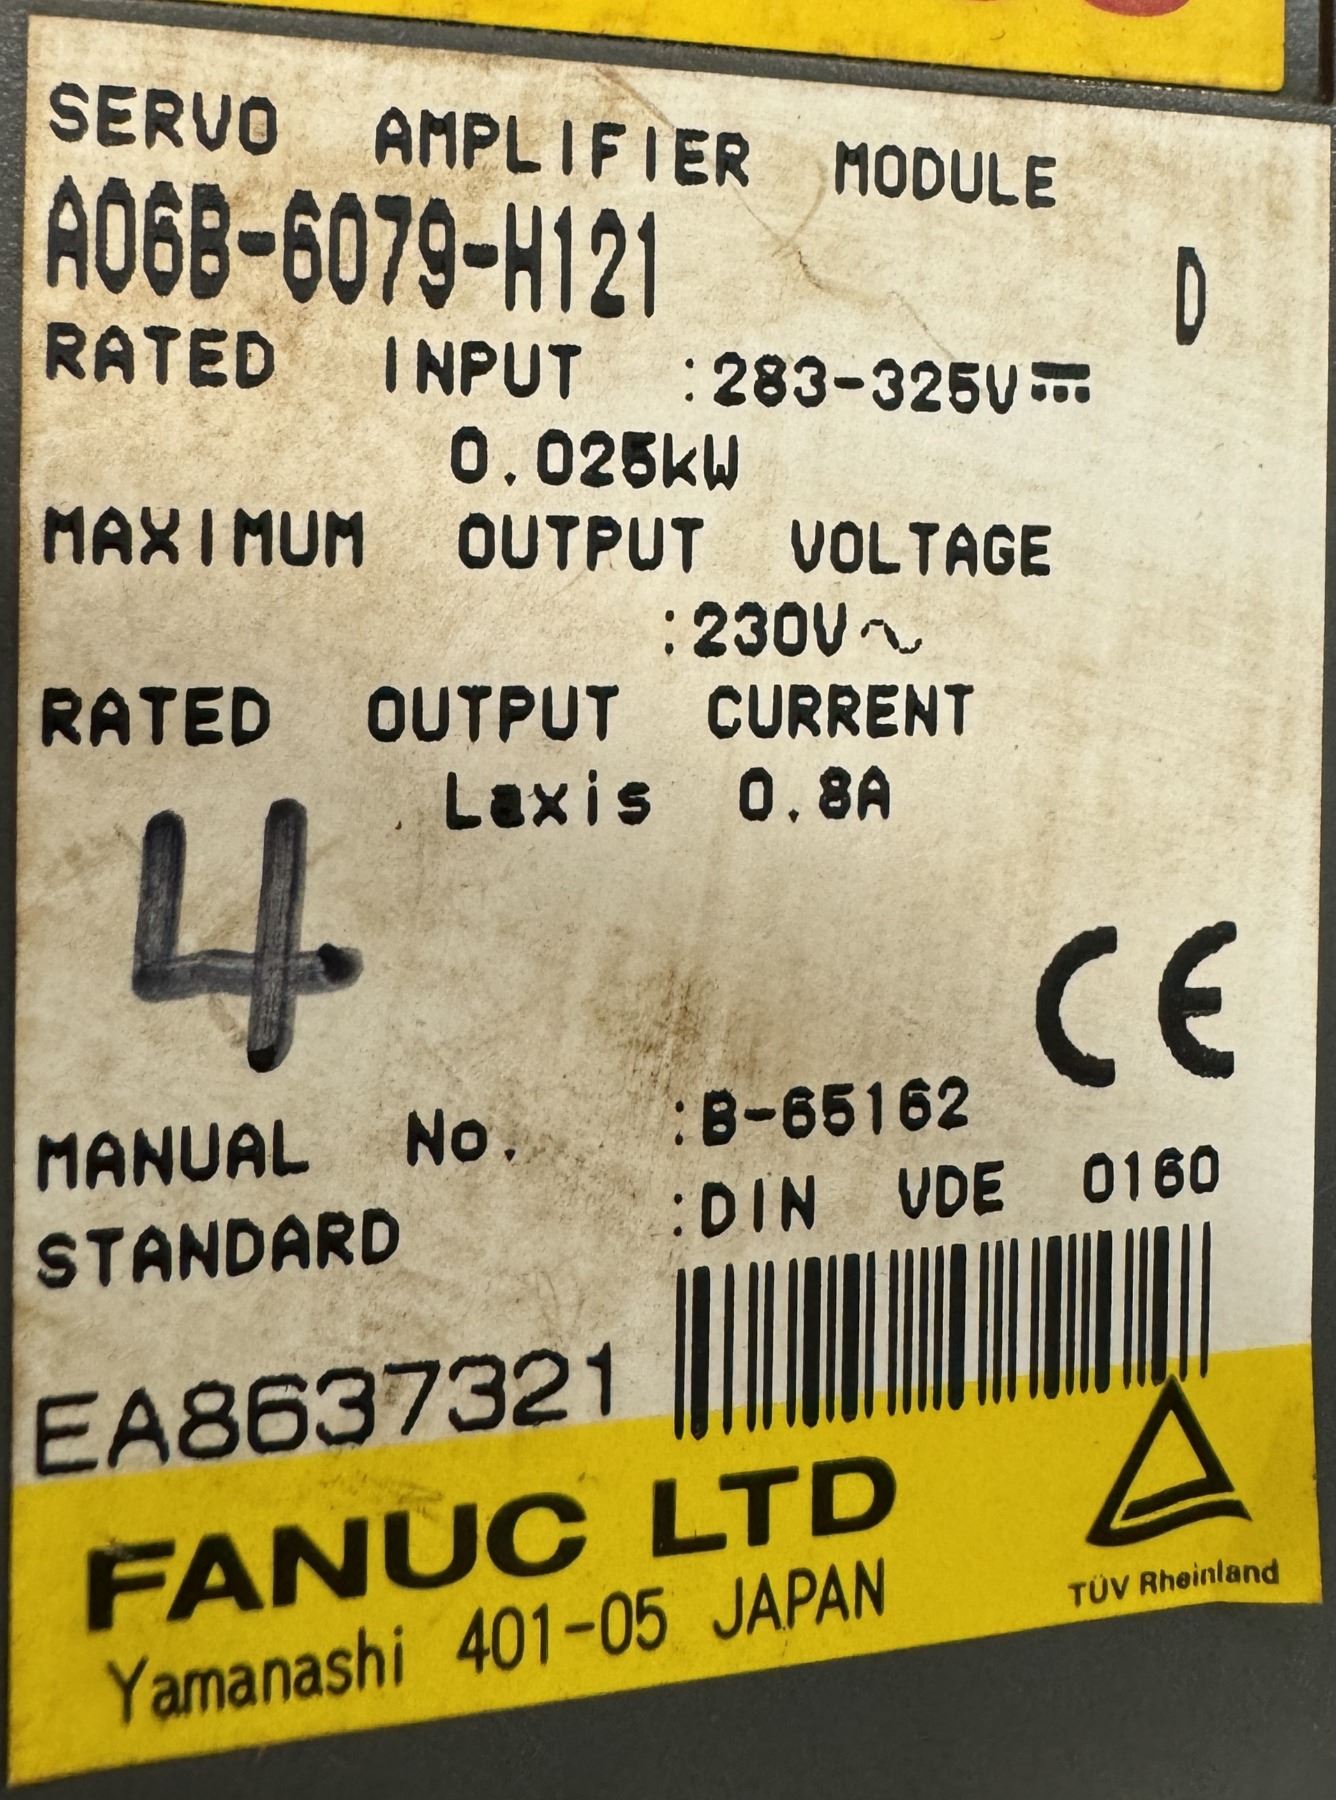 SERVO AMPLIFIER MODULE
A06B-6079-H121 D
RATED INPUT :283-325V⎓
0.025kW
MAXIMUM OUTPUT VOLTAGE
:230V∼
RATED OUTPUT CURRENT
Laxis 0.8A
4
CE
MANUAL No. :B-65162
STANDARD :DIN VDE 0160
EA8637321
FANUC LTD
Yamanashi 401-05 JAPAN
TÜV Rheinland